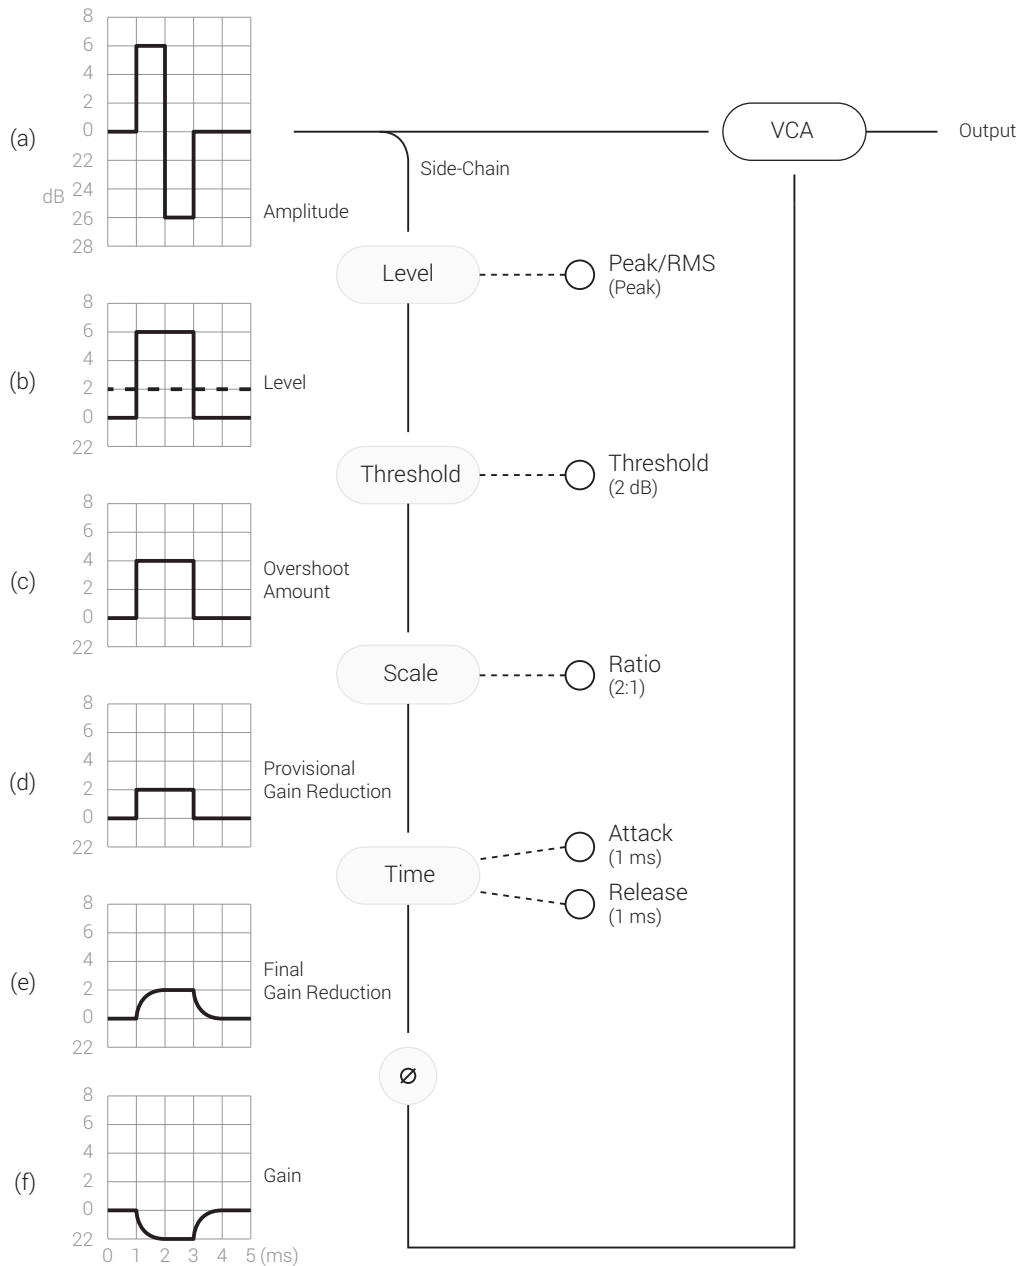 8
6
4
2
(a) 0
22
24
dB
26
28
Amplitude
VCA
Output
Side-Chain
Level
Peak/RMS
(Peak)
8
6
4
(b) 2
0
22
Level
Threshold
Threshold
(2 dB)
8
6
4
(c) 2
0
22
Overshoot
Amount
Scale
Ratio
(2:1)
8
6
4
(d) 2
0
22
Provisional
Gain Reduction
Time
Attack
(1 ms)
Release
(1 ms)
8
6
4
(e) 2
0
22
Final
Gain Reduction
Ø
8
6
4
2
(f) 0
22
Gain
0 1 2 3 4 5 (ms)